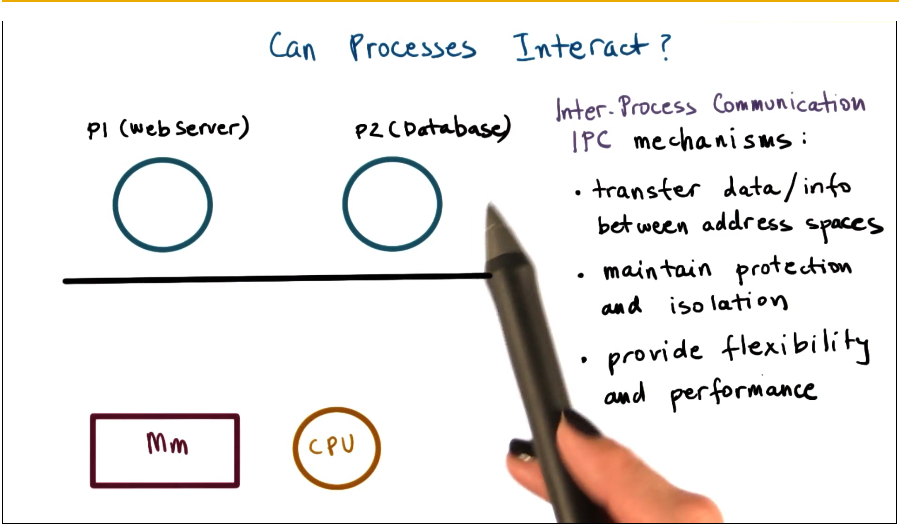 Can Processes Interact?
P1 (web server)
P2 (Database)
Inter-Process Communication
IPC mechanisms:
• transfer data/info
between address spaces
• maintain protection
and isolation
• provide flexibility
and performance
Mm
CPU